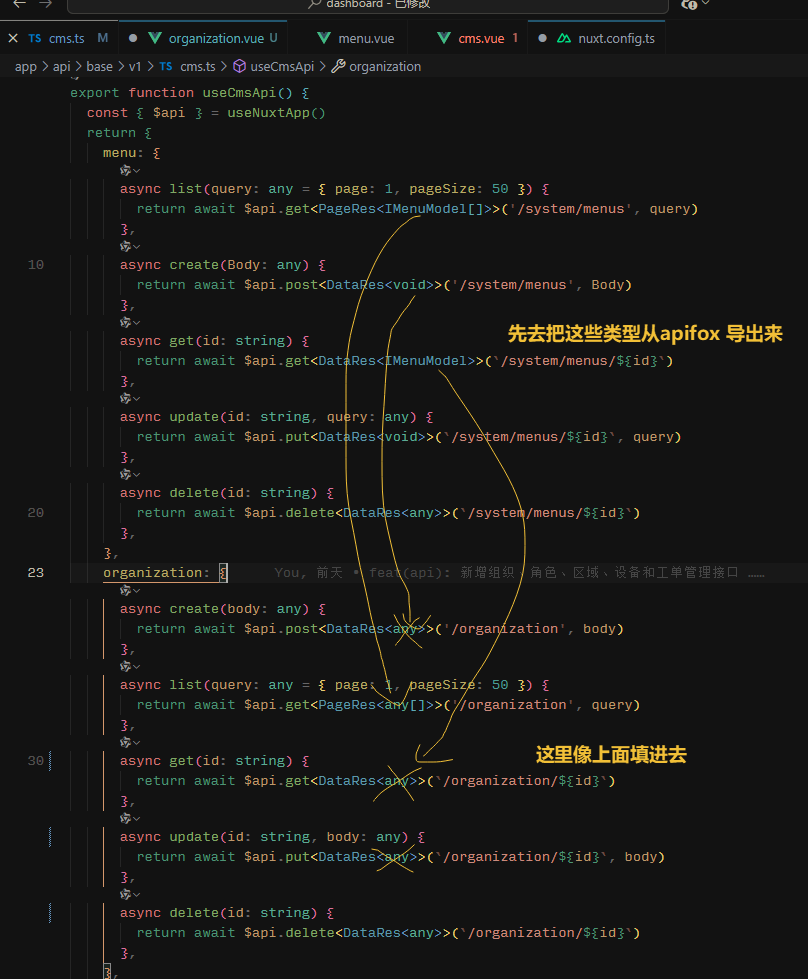 dashboard - 已修改
TS cms.ts M
organization.vue U
menu.vue
cms.vue 1
nuxt.config.ts
app > api > base > v1 > TS cms.ts > useCmsApi > organization
export function useCmsApi() {
const { $api } = useNuxtApp()
return {
menu: {
async list(query: any = { page: 1, pageSize: 50 }) {
return await $api.get<PageRes<IMenuModel[]>>('/system/menus', query)
},
10 async create(Body: any) {
return await $api.post<DataRes<void>>('/system/menus', Body)
},
先去把这些类型从apifox 导出来
async get(id: string) {
return await $api.get<DataRes<IMenuModel>>(`/system/menus/${id}`)
},
async update(id: string, query: any) {
return await $api.put<DataRes<void>>(`/system/menus/${id}`, query)
},
async delete(id: string) {
20 return await $api.delete<DataRes<any>>(`/system/menus/${id}`)
},
},
23 organization: { You, 前天 • feat(api): 新增组织、角色、区域、设备和工单管理接口 ……
async create(body: any) {
return await $api.post<DataRes<any>>('/organization', body)
},
async list(query: any = { page: 1, pageSize: 50 }) {
return await $api.get<PageRes<any[]>>('/organization', query)
},
这里像上面填进去
30 async get(id: string) {
return await $api.get<DataRes<any>>(`/organization/${id}`)
},
async update(id: string, body: any) {
return await $api.put<DataRes<any>>(`/organization/${id}`, body)
},
async delete(id: string) {
return await $api.delete<DataRes<any>>(`/organization/${id}`)
},
},